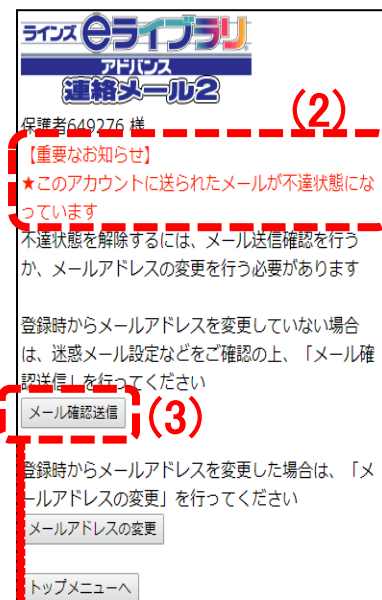 ラインズ eライブラリ
アドバンス
連絡メール2
(2)
保護者649276 様
【重要なお知らせ】
★このアカウントに送られたメールが不達状態にな
っています
不達状態を解除するには、メール送信確認を行う
か、メールアドレスの変更を行う必要があります
登録時からメールアドレスを変更していない場合
は、迷惑メール設定などをご確認の上、「メール確
認送信」を行ってください
メール確認送信
(3)
登録時からメールアドレスを変更した場合は、「メ
ールアドレスの変更」を行ってください
メールアドレスの変更
トップメニューへ